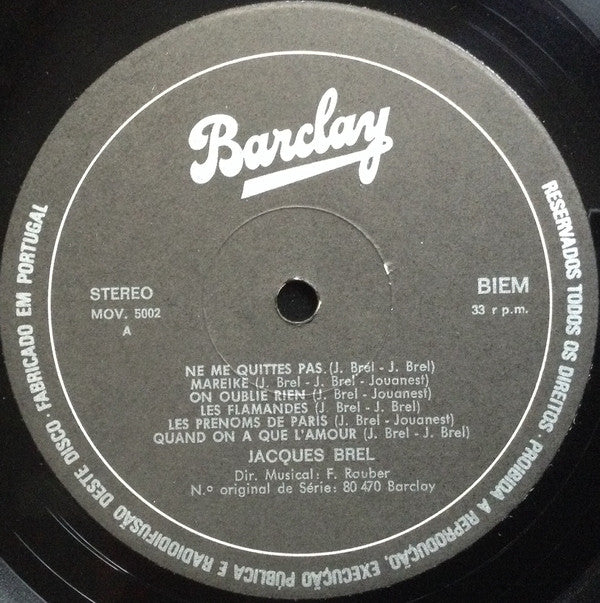 Barclay
STEREO
MOV. 5002
A
BIEM
33 r p.m.
NE ME QUITTES PAS (J. Brel - J. Brel)
MAREIKE (J. Brel - J. Brel - Jouanest)
ON OUBLIE RIEN (J. Brel - Jouanest)
LES FLAMANDES (J. Brel - J. Brel)
LES PRENOMS DE PARIS (J. Brel - Jouanest)
QUAND ON A QUE L'AMOUR (J. Brel - J. Brel)
JACQUES BREL
Dir. Musical: F. Rauber
N.º original de Série: 80 470 Barclay
RESERVADOS TODOS OS DIREITOS · PROIBIDA A REPRODUÇÃO, EXECUÇÃO PÚBLICA E RADIODIFUSÃO DESTE DISCO · FABRICADO EM PORTUGAL